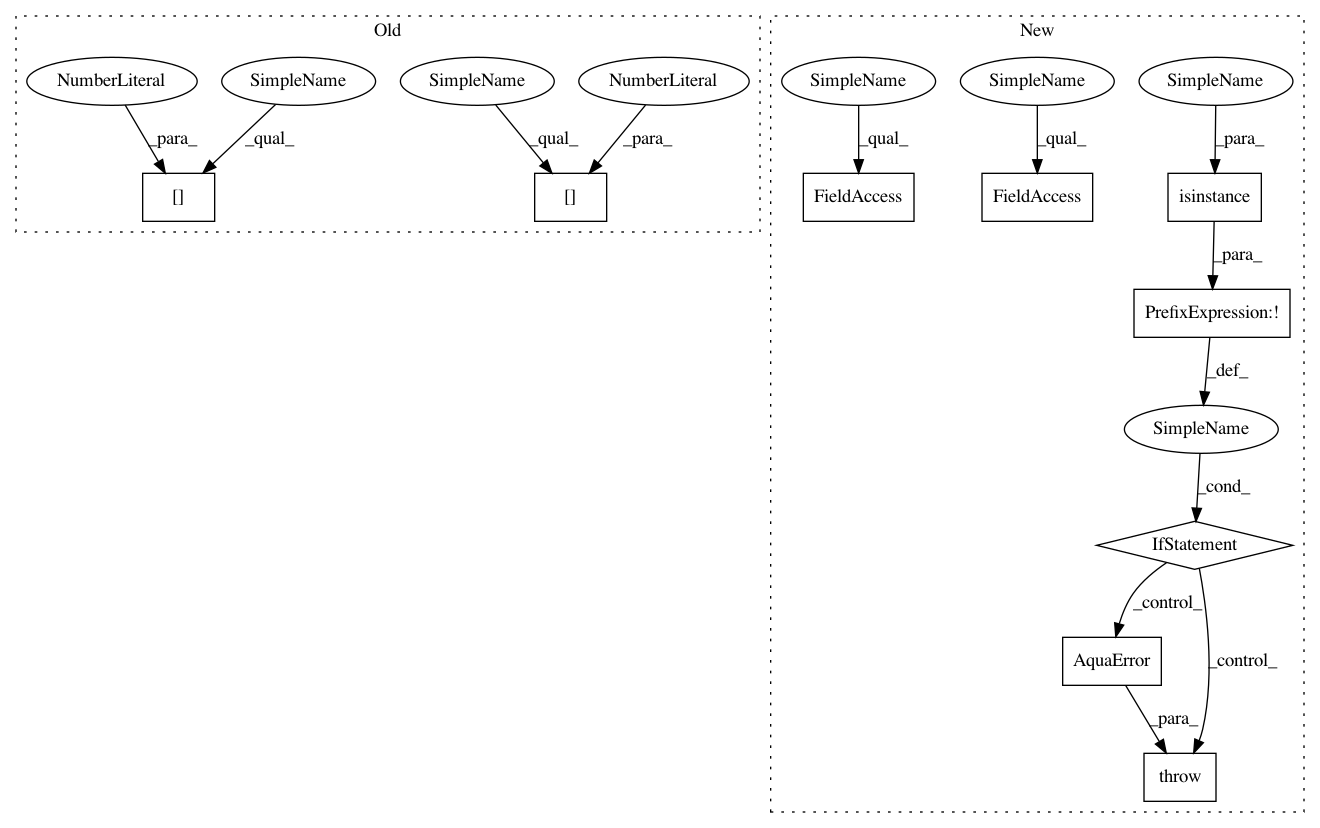 Old
New
NumberLiteral
SimpleName
SimpleName
NumberLiteral
SimpleName
SimpleName
SimpleName
_para_
_qual_
_qual_
_para_
_qual_
_qual_
_para_
[]
[]
FieldAccess
FieldAccess
isinstance
_para_
PrefixExpression:!
_def_
SimpleName
_cond_
IfStatement
_control_
AquaError
_control_
_para_
throw